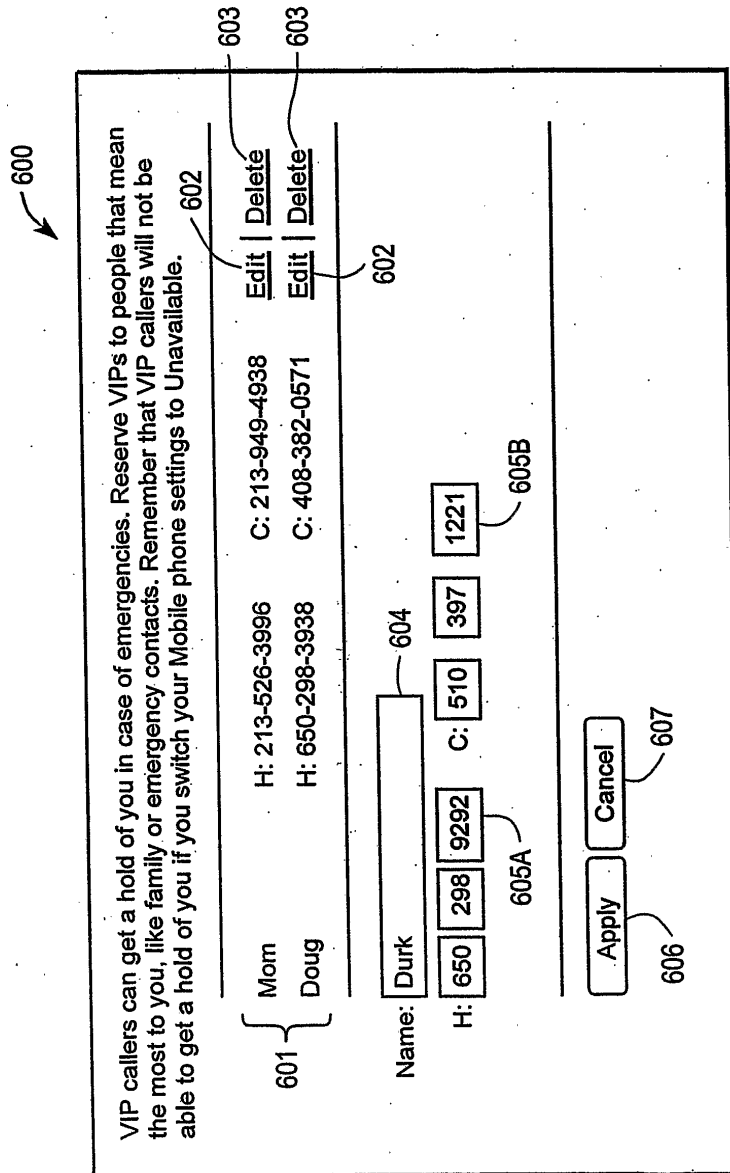 600
VIP callers can get a hold of you in case of emergencies. Reserve VIPs to people that mean
the most to you, like family or emergency contacts. Remember that VIP callers will not be
able to get a hold of you if you switch your Mobile phone settings to Unavailable.
602
603
Mom H: 213-526-3996 C: 213-949-4938 Edit | Delete
Doug H: 650-298-3938 C: 408-382-0571 Edit | Delete
601
602
603
Name: Durk
604
H: 650 298 9292 C: 510 397 1221
605A
605B
Apply Cancel
606
607